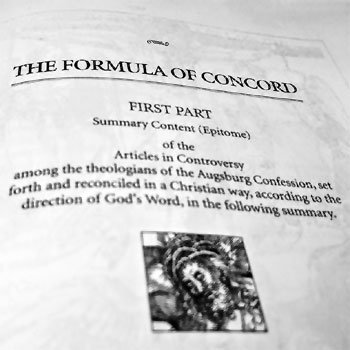 THE FORMULA OF CONCORD
FIRST PART
Summary Content (Epitome)
of the
Articles in Controversy
among the theologians of the Augsburg Confession, set
forth and reconciled in a Christian way, according to the
direction of God's Word, in the following summary.